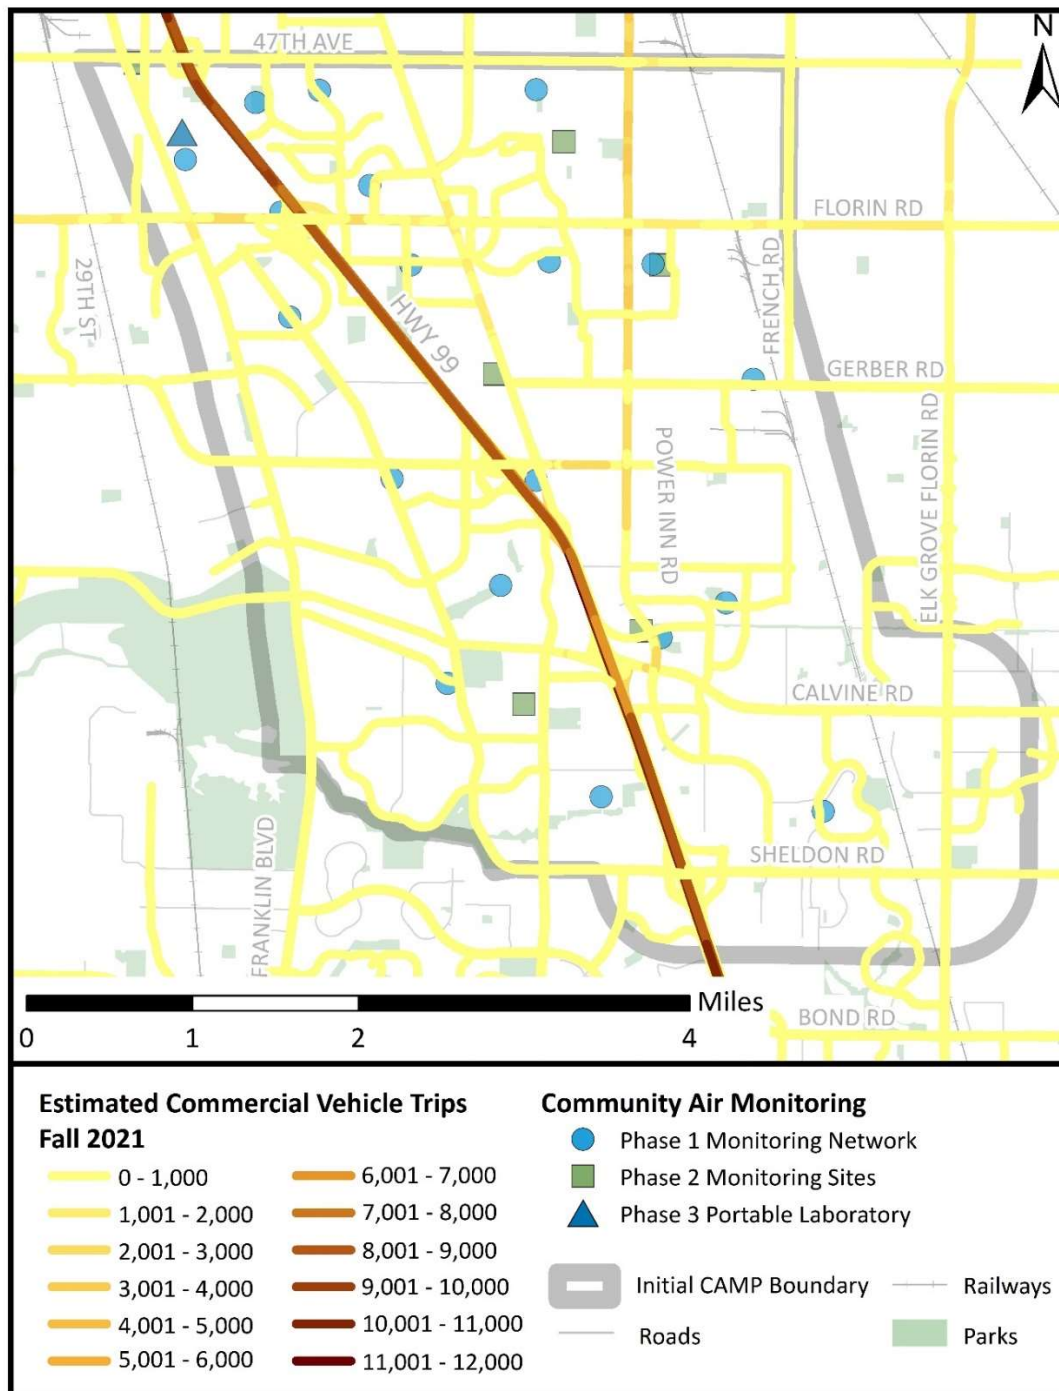 N
47TH AVE
FLORIN RD
29TH ST
HWY 99
FRENCH RD
GERBER RD
POWER INN RD
ELK GROVE FLORIN RD
CALVINE RD
SHELDON RD
FRANKLIN BLVD
BOND RD
Miles
0 1 2 4
Estimated Commercial Vehicle Trips
Fall 2021
0 - 1,000
1,001 - 2,000
2,001 - 3,000
3,001 - 4,000
4,001 - 5,000
5,001 - 6,000
6,001 - 7,000
7,001 - 8,000
8,001 - 9,000
9,001 - 10,000
10,001 - 11,000
11,001 - 12,000
Community Air Monitoring
Phase 1 Monitoring Network
Phase 2 Monitoring Sites
Phase 3 Portable Laboratory
Initial CAMP Boundary
Railways
Roads
Parks